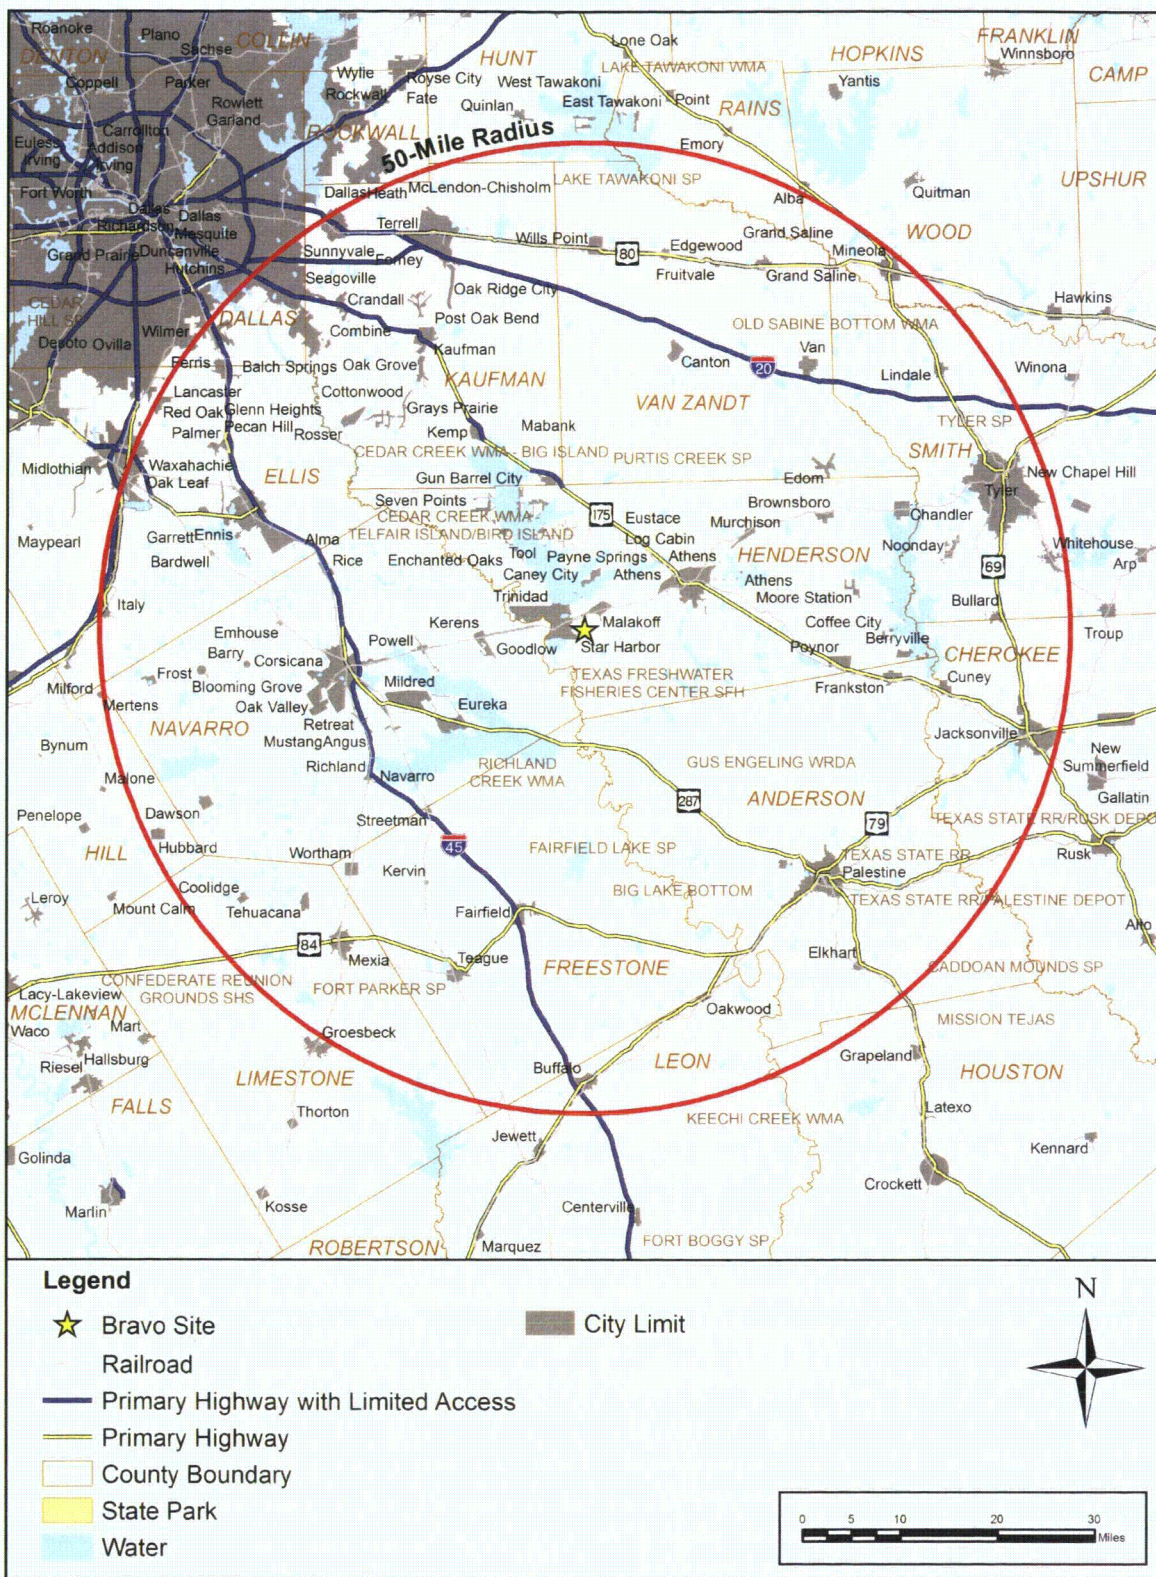 Roanoke
Plano
Sachse
COLLIN
DENTON
HUNT
Lone Oak
LAKE TAWAKONI WMA
HOPKINS
FRANKLIN
Winnsboro
CAMP
Coppell
Parker
Wylie
Rockwall
Royse City
Fate
West Tawakoni
Quinlan
East Tawakoni
Point
RAINS
Yantis
Rowlett
Garland
ROCKWALL
50-Mile Radius
Emory
Carrollton
Addison
Euless
Irving
Irving
Fort Worth
Dallas
Heath
McLendon-Chisholm
LAKE TAWAKONI SP
Alba
Quitman
UPSHUR
Dallas
Richardson
Dallas
Mesquite
Terrell
Wills Point
80
Edgewood
Grand Saline
Mineola
WOOD
Grand Prairie
Duncanville
Hutchins
Sunnyvale
Forney
Seagoville
Fruitvale
Grand Saline
Oak Ridge City
Hawkins
CEDAR
HILL SP
DALLAS
Crandall
Combine
Post Oak Bend
OLD SABINE BOTTOM WMA
Wilmer
Desoto
Ovilla
Kaufman
Ferris
Balch Springs
Oak Grove
KAUFMAN
Canton
20
Van
Lindale
Winona
Lancaster
Cottonwood
Red Oak
Glenn Heights
Grays Prairie
VAN ZANDT
Palmer
Pecan Hill
Rosser
Kemp
Mabank
TYLER SP
Midlothian
Waxahachie
Oak Leaf
ELLIS
CEDAR CREEK WMA - BIG ISLAND
PURTIS CREEK SP
SMITH
Gun Barrel City
Edom
Tyler
New Chapel Hill
Seven Points
CEDAR CREEK WMA -
TELFAIR ISLAND/BIRD ISLAND
175
Eustace
Brownsboro
Murchison
Chandler
Maypearl
Garrett
Ennis
Bardwell
Alma
Rice
Enchanted Oaks
Tool
Payne Springs
Log Cabin
Athens
HENDERSON
Noonday
Whitehouse
Arp
Caney City
Athens
Athens
Moore Station
69
Italy
Trinidad
Malakoff
Bullard
Troup
Emhouse
Powell
Kerens
Goodlow
Star Harbor
Coffee City
Berryville
Barry
Corsicana
Poynor
CHEROKEE
Frost
Blooming Grove
Oak Valley
Mildred
TEXAS FRESHWATER
FISHERIES CENTER SFH
Frankston
Cuney
Milford
Mertens
NAVARRO
Retreat
Eureka
Mustang
Angus
Jacksonville
Bynum
Richland
Navarro
RICHLAND
CREEK WMA
GUS ENGELING WRDA
New
Summerfield
Malone
Penelope
Dawson
Streetman
287
ANDERSON
79
Gallatin
TEXAS STATE RR/RUSK DEPO
HILL
Hubbard
Wortham
45
FAIRFIELD LAKE SP
TEXAS STATE RR
Rusk
Kervin
Palestine
Leroy
Coolidge
Mount Calm
Tehuacana
BIG LAKE BOTTOM
TEXAS STATE RR/PALESTINE DEPOT
Fairfield
Alto
84
Mexia
Teague
FREESTONE
Elkhart
CADDOAN MOUNDS SP
Lacy-Lakeview
CONFEDERATE REUNION
GROUNDS SHS
FORT PARKER SP
MCLENNAN
Waco
Mart
Groesbeck
Oakwood
MISSION TEJAS
Riesel
Hallsburg
LIMESTONE
Buffalo
LEON
Grapeland
HOUSTON
FALLS
Thorton
KEECHI CREEK WMA
Latexo
Golinda
Jewett
Kennard
Marlin
Kosse
Centerville
Crockett
ROBERTSON
Marquez
FORT BOGGY SP
Legend
Bravo Site
City Limit
Railroad
Primary Highway with Limited Access
Primary Highway
County Boundary
State Park
Water
N
0 5 10 20 30
Miles